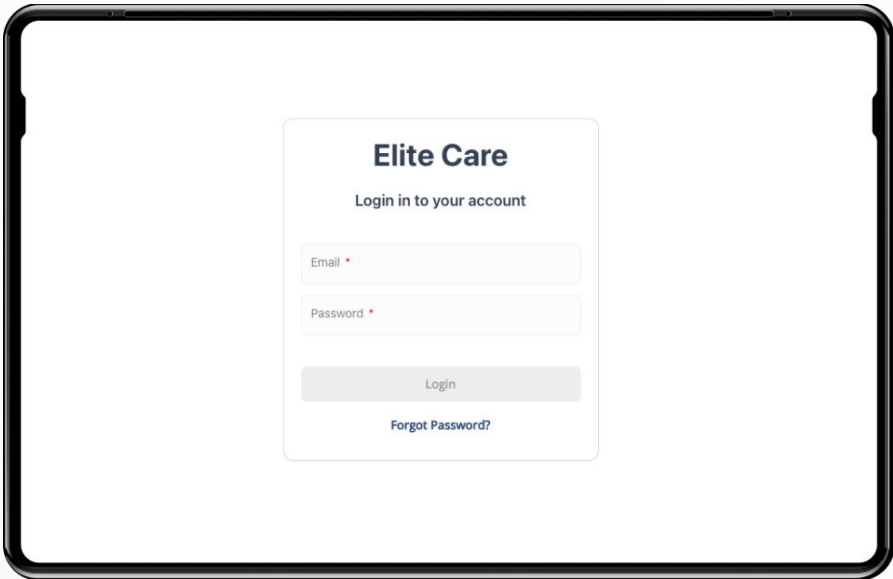 Elite Care
Login in to your account
Email *
Password *
Login
Forgot Password?